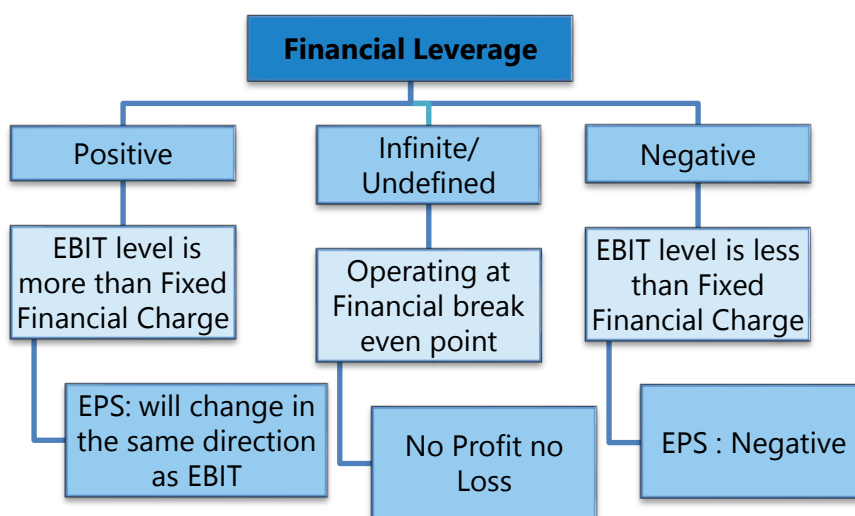 Financial Leverage
Positive
Infinite/
Undefined
Negative
EBIT level is
more than Fixed
Financial Charge
Operating at
Financial break
even point
EBIT level is less
than Fixed
Financial Charge
EPS: will change in
the same direction
as EBIT
No Profit no
Loss
EPS : Negative